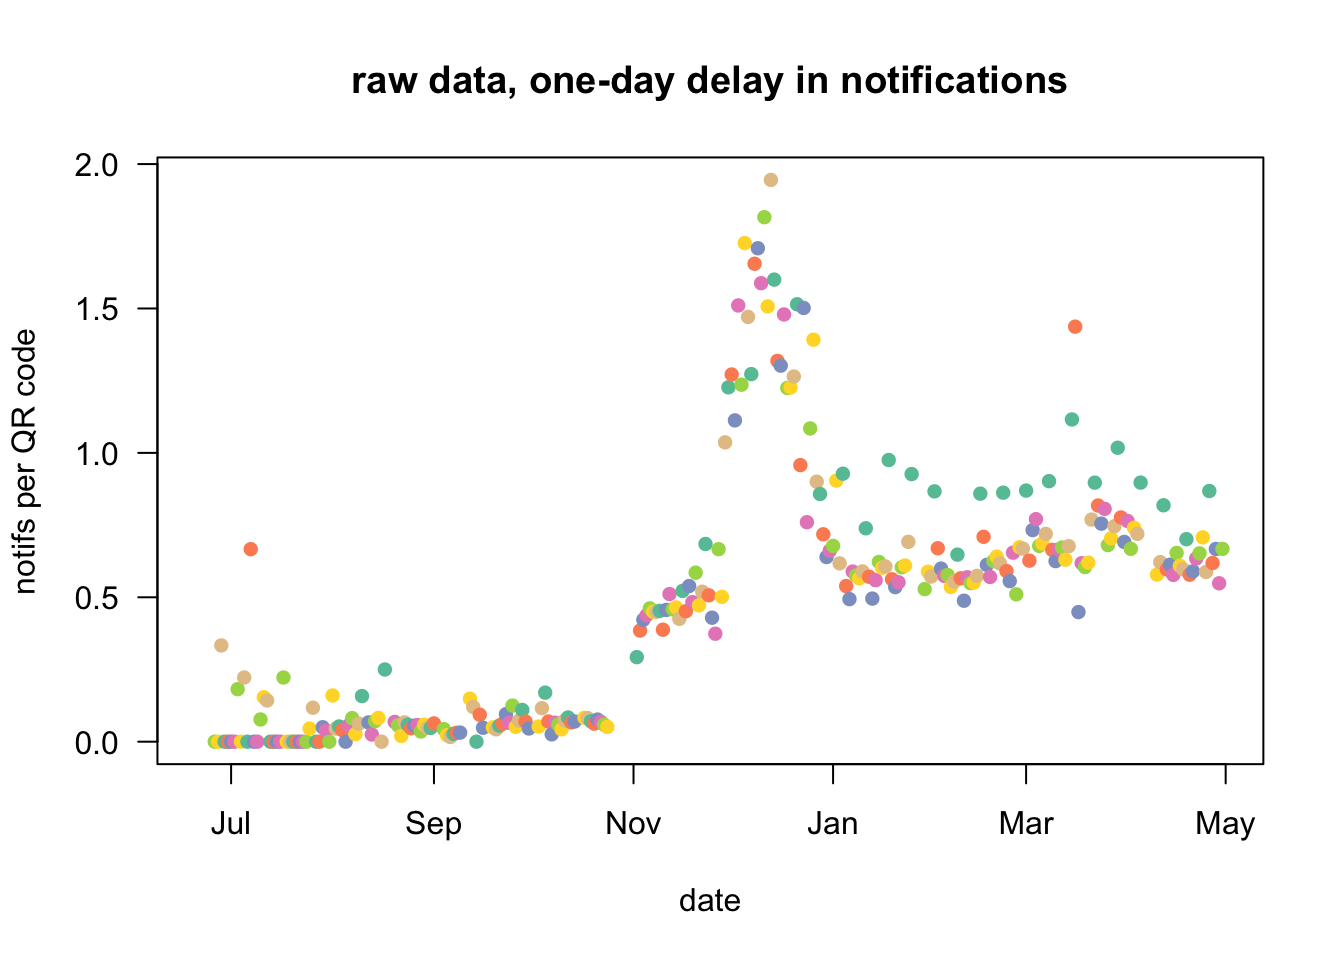 raw data, one-day delay in notifications
2.0
1.5
1.0
0.5
0.0
notifs per QR code
Jul Sep Nov Jan Mar May
date